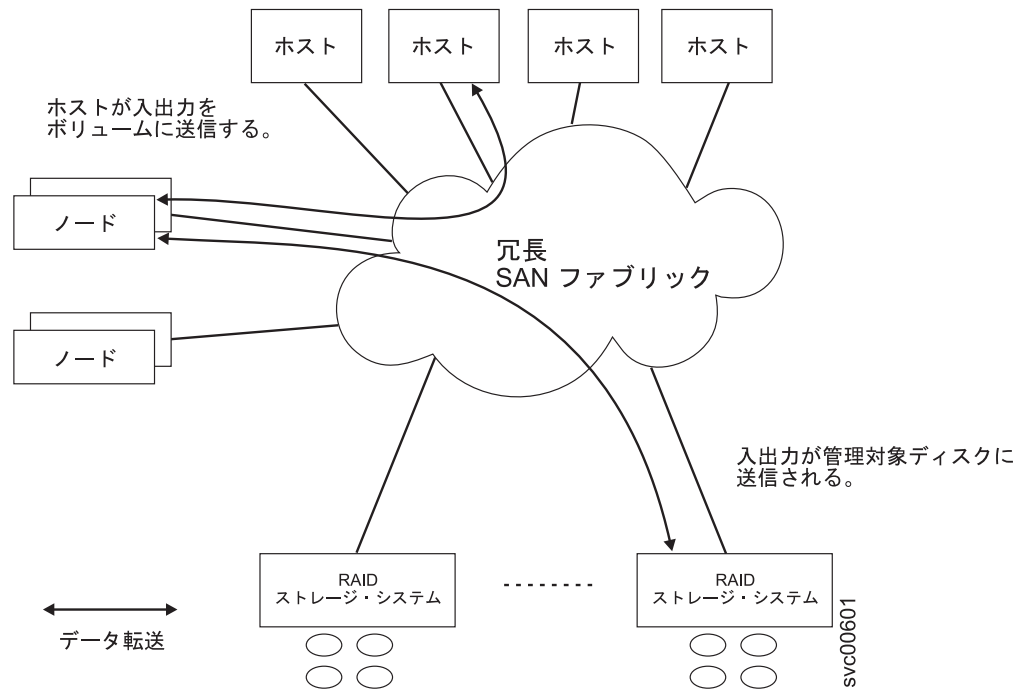 ホスト
ホスト
ホスト
ホスト
ホストが入出力を
ボリュームに送信する。
ノード
冗長
SAN ファブリック
ノード
入出力が管理対象ディスクに
送信される。
RAID
ストレージ・システム
RAID
ストレージ・システム
データ転送
svc00601